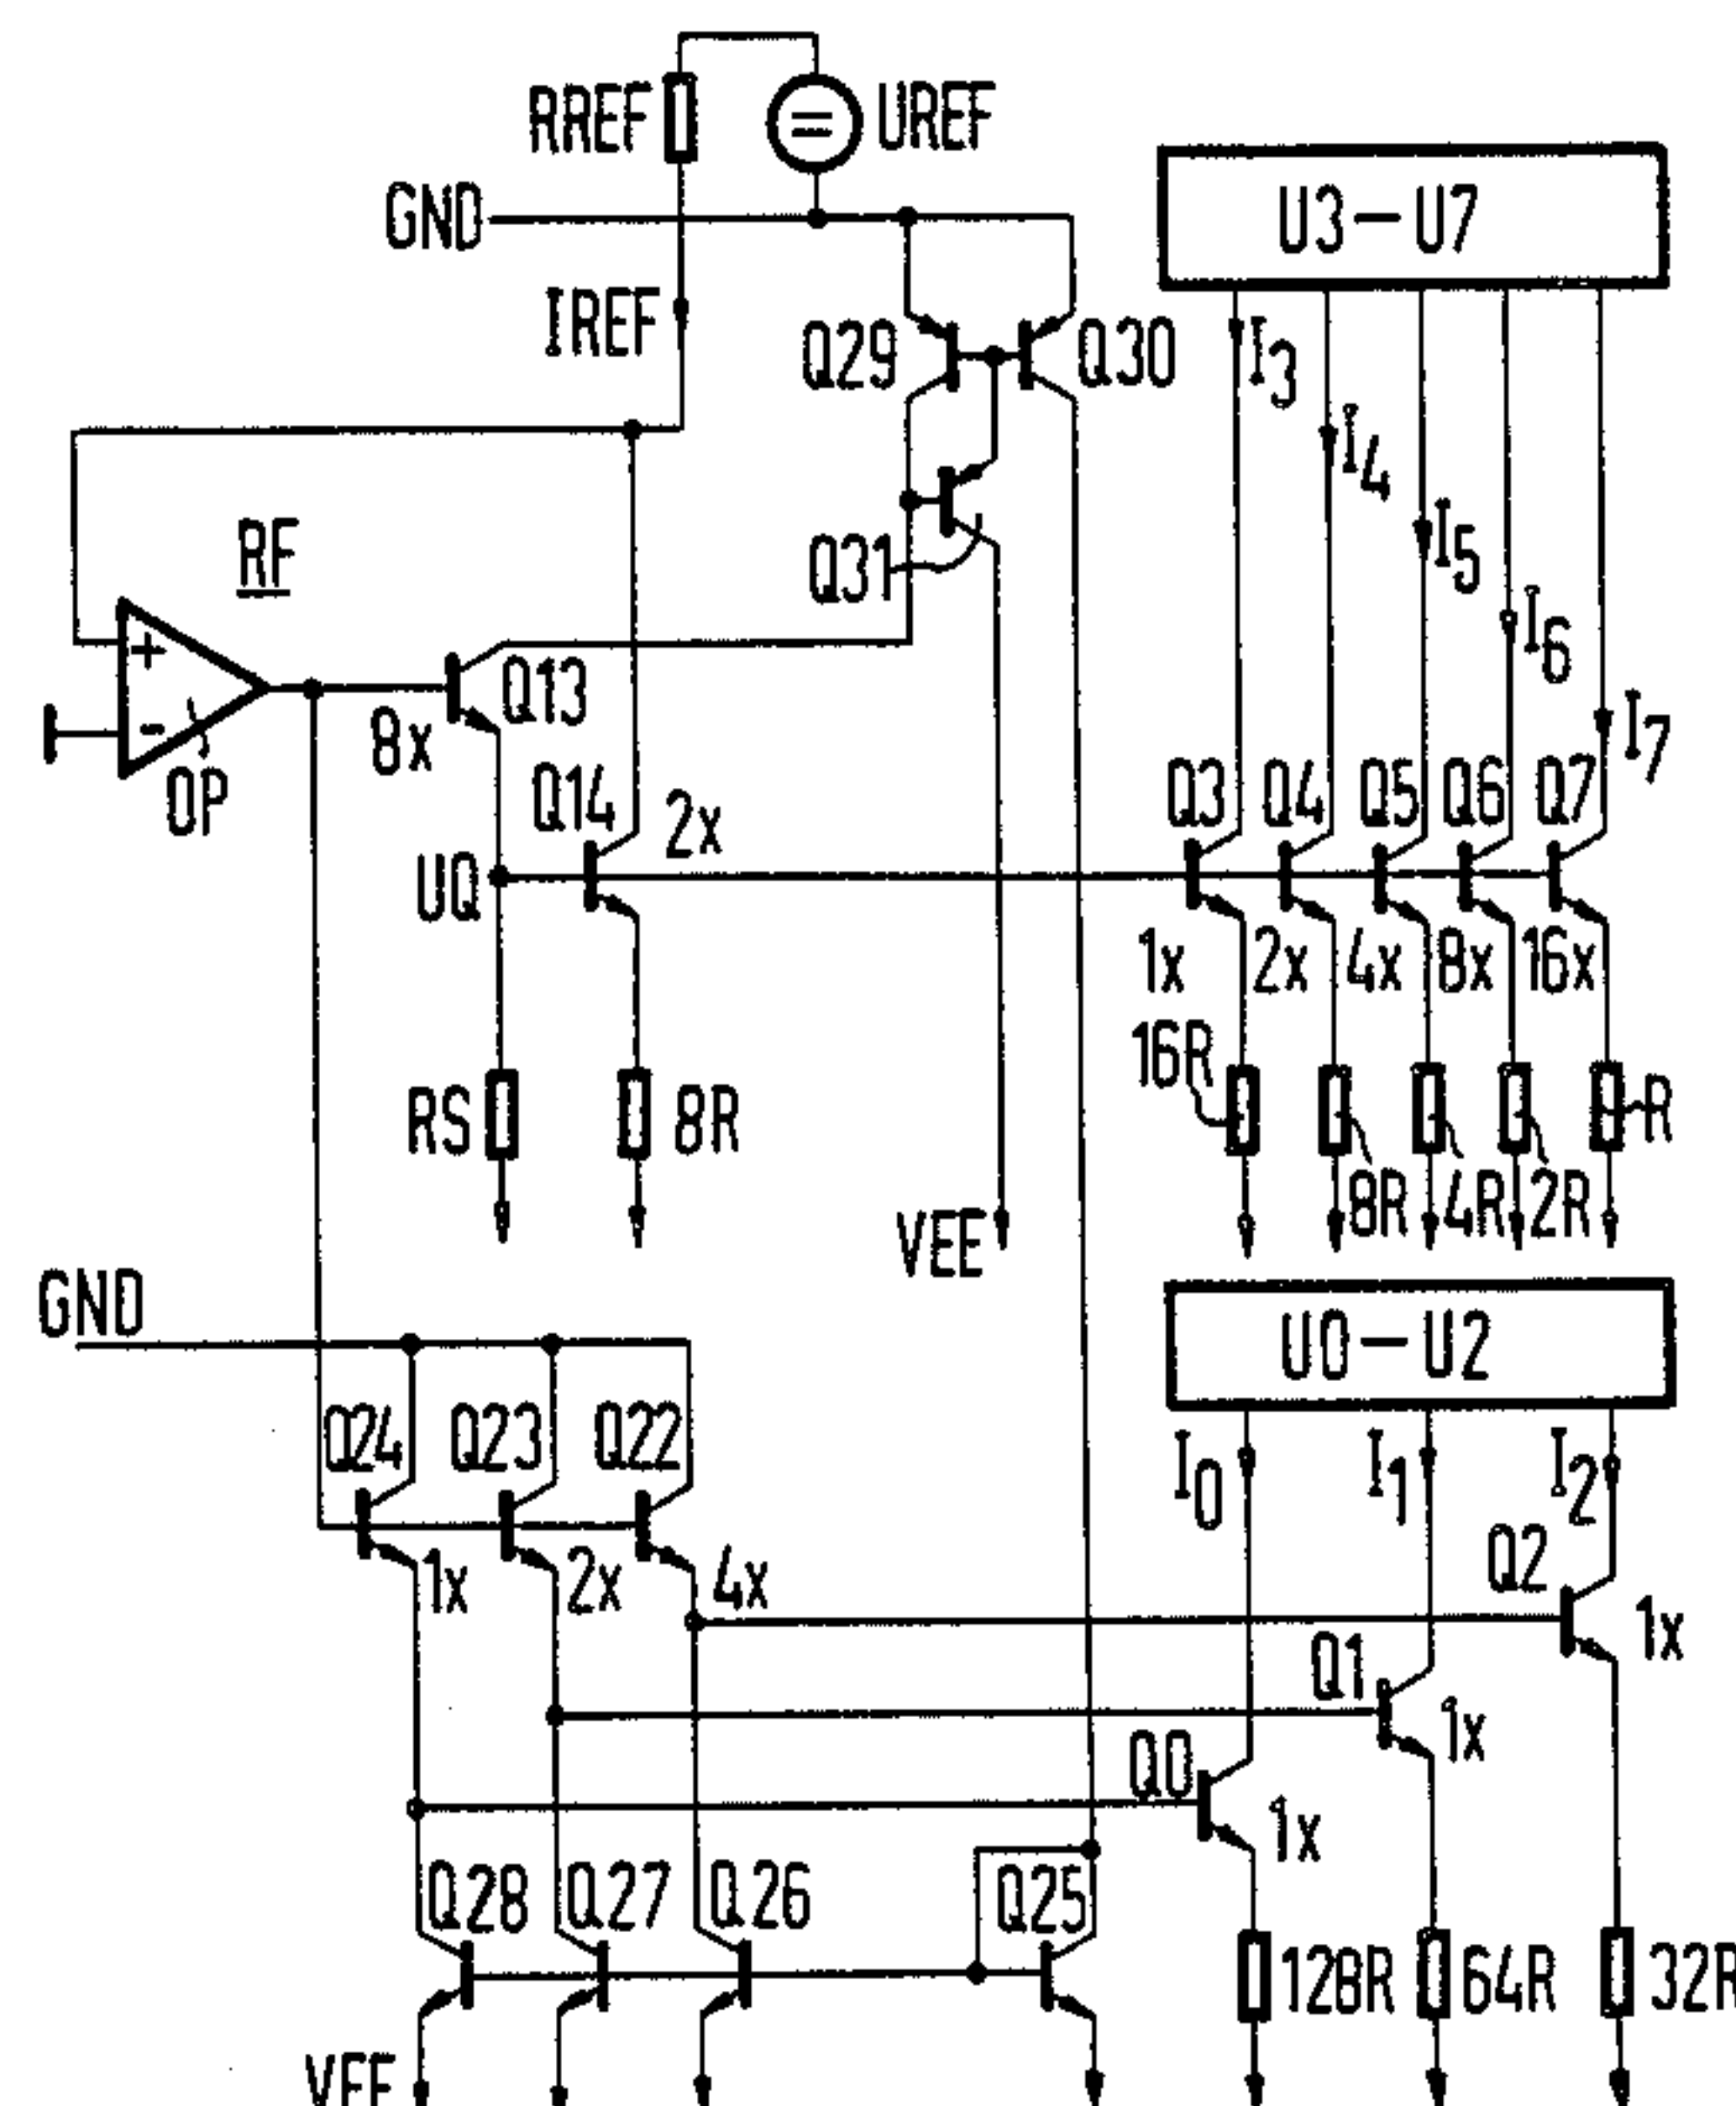 RREF
UREF
U3-U7
GND
IREF
Q29
Q30
I3
I4
I5
I6
I7
Q31
RF
+
-
OP
8x
Q13
Q14
2x
UQ
Q3
Q4
Q5
Q6
Q7
1x
2x
4x
8x
16x
16R
8R
4R
2R
R
RS
8R
VEE
GND
U0-U2
Q24
Q23
Q22
I0
I1
I2
1x
2x
4x
Q2
1x
Q1
1x
Q0
1x
Q28
Q27
Q26
Q25
128R
64R
32R
VEE